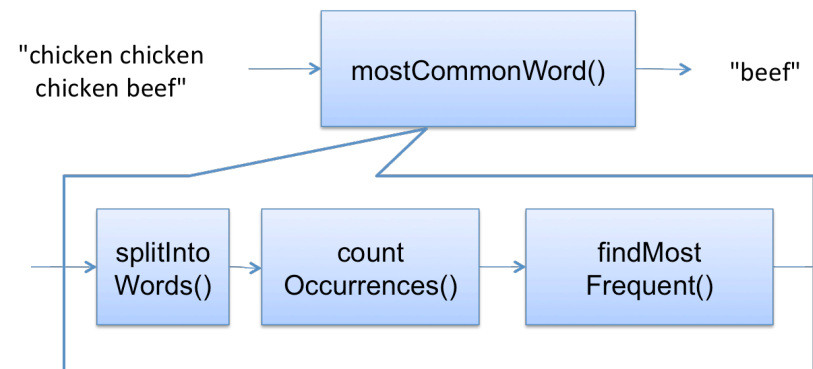 "chicken chicken
chicken beef"
mostCommonWord()
"beef"
splitInto
Words()
count
Occurrences()
findMost
Frequent()